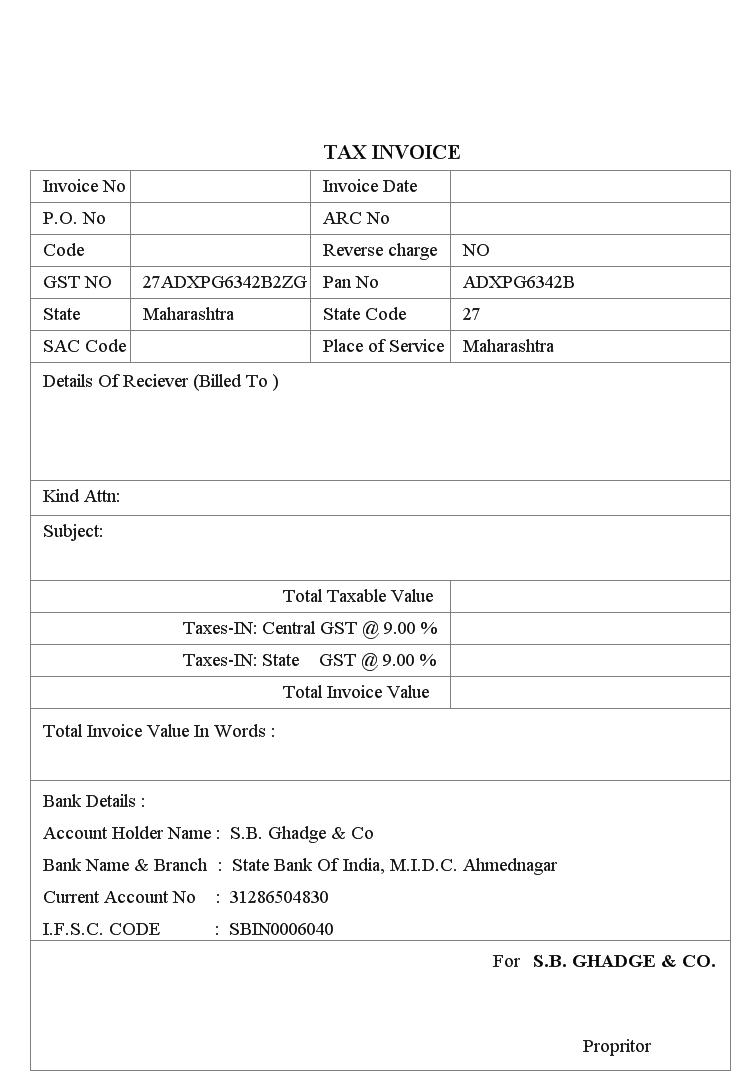 TAX INVOICE
Invoice No Invoice Date
P.O. No ARC No
Code Reverse charge NO
GST NO 27ADXPG6342B2ZG Pan No ADXPG6342B
State Maharashtra State Code 27
SAC Code Place of Service Maharashtra
Details Of Reciever (Billed To )
Kind Attn:
Subject:
Total Taxable Value
Taxes-IN: Central GST @ 9.00 %
Taxes-IN: State GST @ 9.00 %
Total Invoice Value
Total Invoice Value In Words :
Bank Details :
Account Holder Name : S.B. Ghadge & Co
Bank Name & Branch : State Bank Of India, M.I.D.C. Ahmednagar
Current Account No : 31286504830
I.F.S.C. CODE : SBIN0006040
For S.B. GHADGE & CO.
Propritor